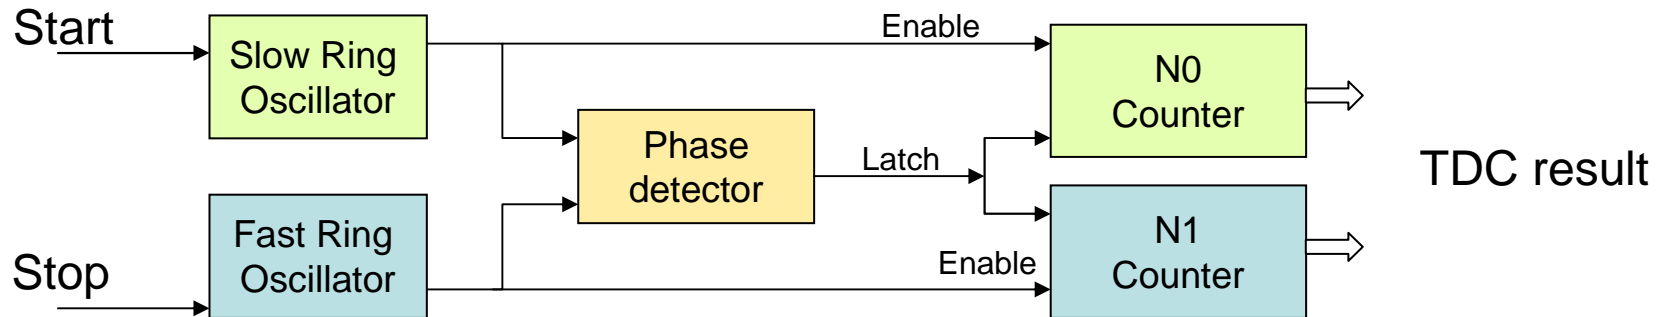 Start
Slow Ring
Oscillator
Enable
N0
Counter
Phase
detector
Latch
TDC result
Stop
Fast Ring
Oscillator
Enable
N1
Counter